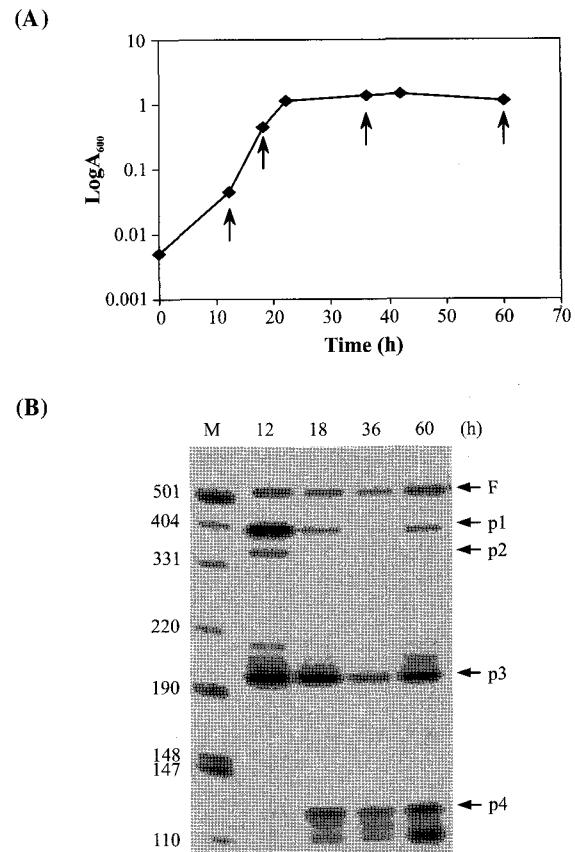 (A)
10
1
0.1
0.01
0.001
LogA₆₀₀
0 10 20 30 40 50 60 70
Time (h)
(B)
M 12 18 36 60 (h)
501 F
404 p1
331 p2
220
190 p3
148
147
110 p4